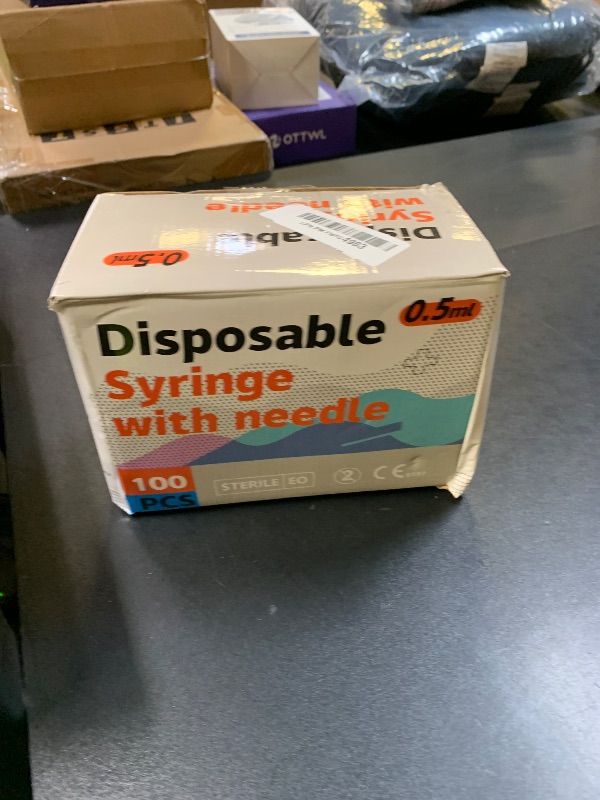 OTTWL
Disposable
Syringe
with needle
0.5ml
Disposable
0.5ml
Syringe
with needle
100
PCS
STERILE EO
2
CE